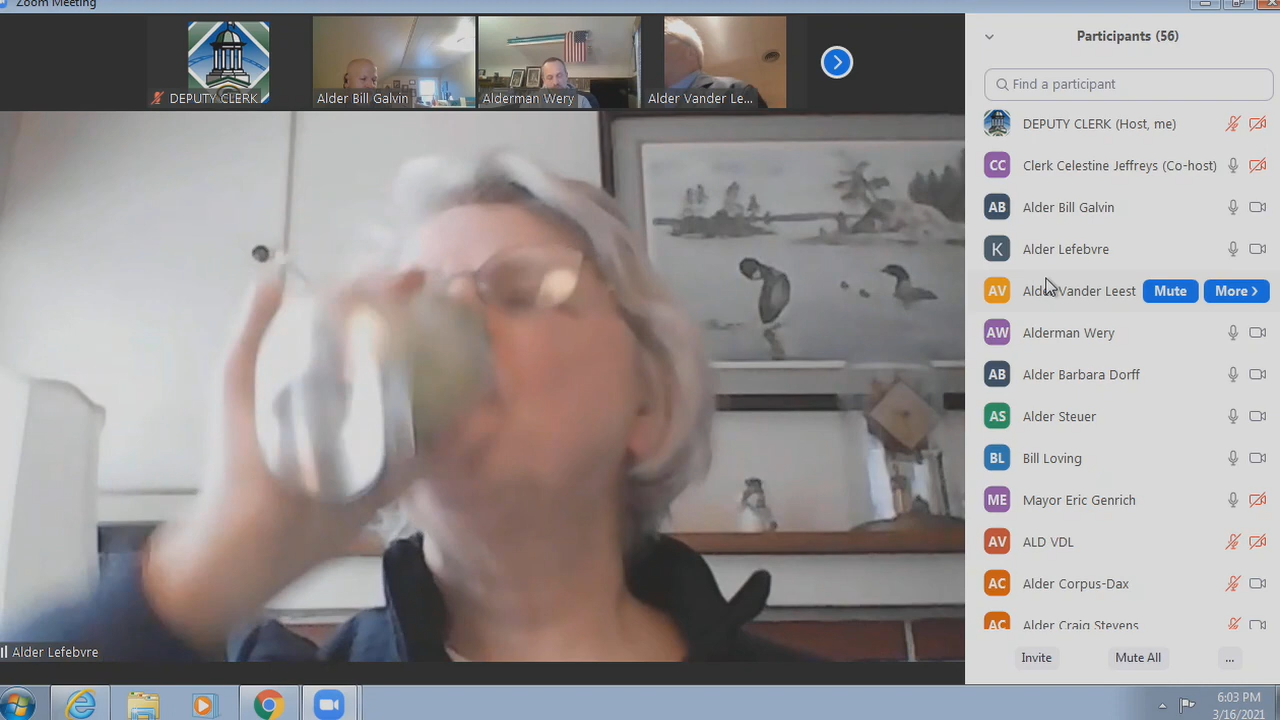 Zoom Meeting
DEPUTY CLERK
Alder Bill Galvin
Alderman Wery
Alder Vander Le...
Alder Lefebvre
Participants (56)
Find a participant
DEPUTY CLERK (Host, me)
CC Clerk Celestine Jeffreys (Co-host)
AB Alder Bill Galvin
K Alder Lefebvre
AV Alder Vander Leest Mute More >
AW Alderman Wery
AB Alder Barbara Dorff
AS Alder Steuer
BL Bill Loving
ME Mayor Eric Genrich
AV ALD VDL
AC Alder Corpus-Dax
AC Alder Craig Stevens
Invite Mute All ...
6:03 PM
3/16/2021